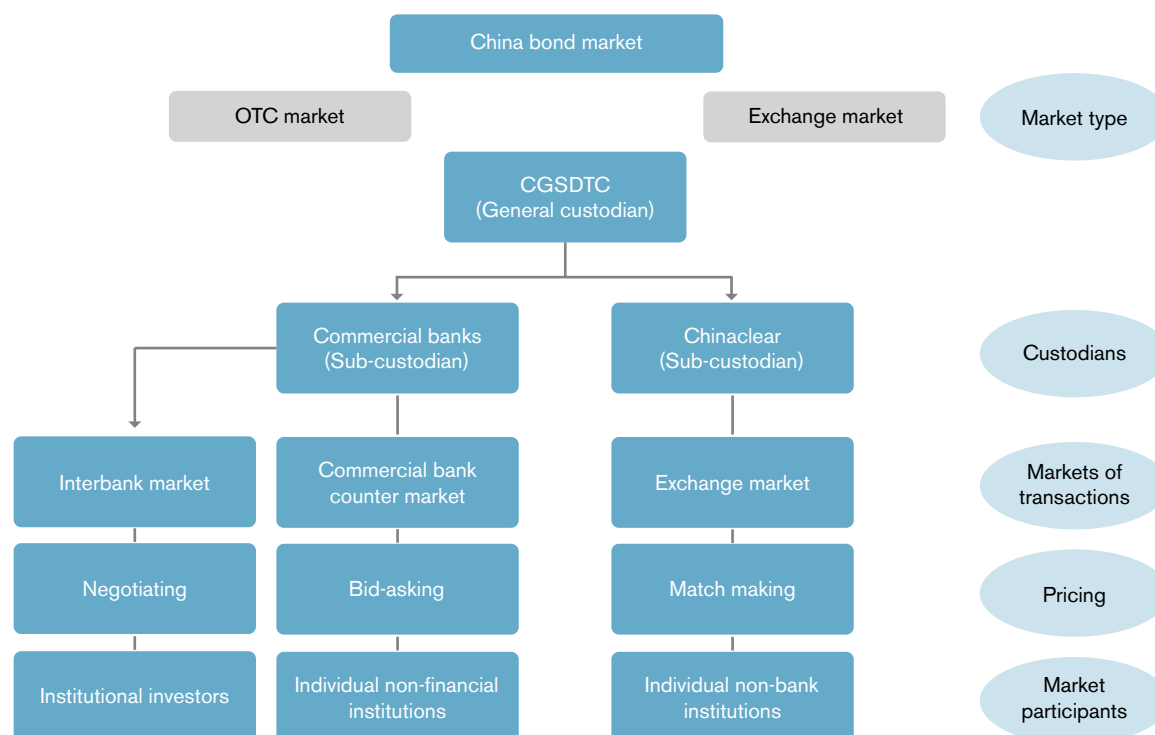 China bond market
OTC market
Exchange market
Market type
CGSDTC
(General custodian)
Commercial banks
(Sub-custodian)
Chinaclear
(Sub-custodian)
Custodians
Interbank market
Commercial bank
counter market
Exchange market
Markets of
transactions
Negotiating
Bid-asking
Match making
Pricing
Institutional investors
Individual non-financial
institutions
Individual non-bank
institutions
Market
participants